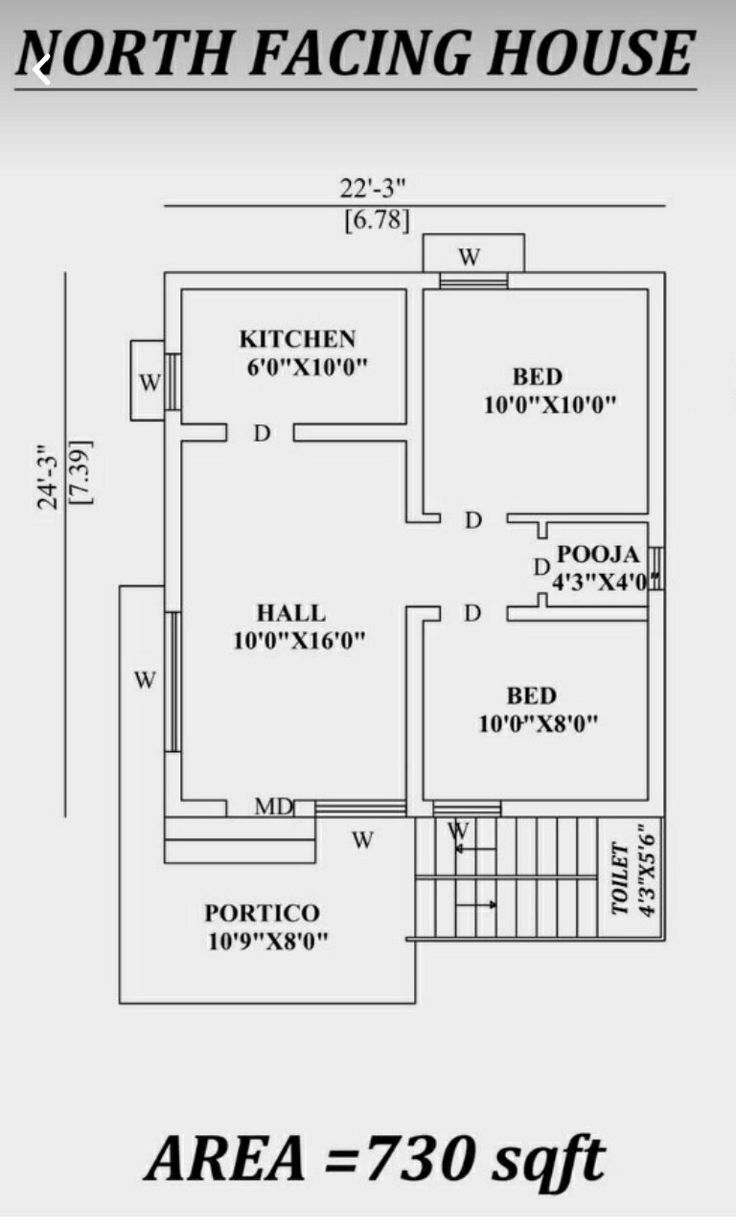 NORTH FACING HOUSE
22'-3"
[6.78]
W
KITCHEN
6'0"X10'0"
W
BED
10'0"X10'0"
D
24'-3"
[7.39]
D
POOJA
D
4'3"X4'0"
HALL
10'0"X16'0"
D
W
BED
10'0"X8'0"
MD
W
W
TOILET
4'3"X5'6"
PORTICO
10'9"X8'0"
AREA =730 sqft